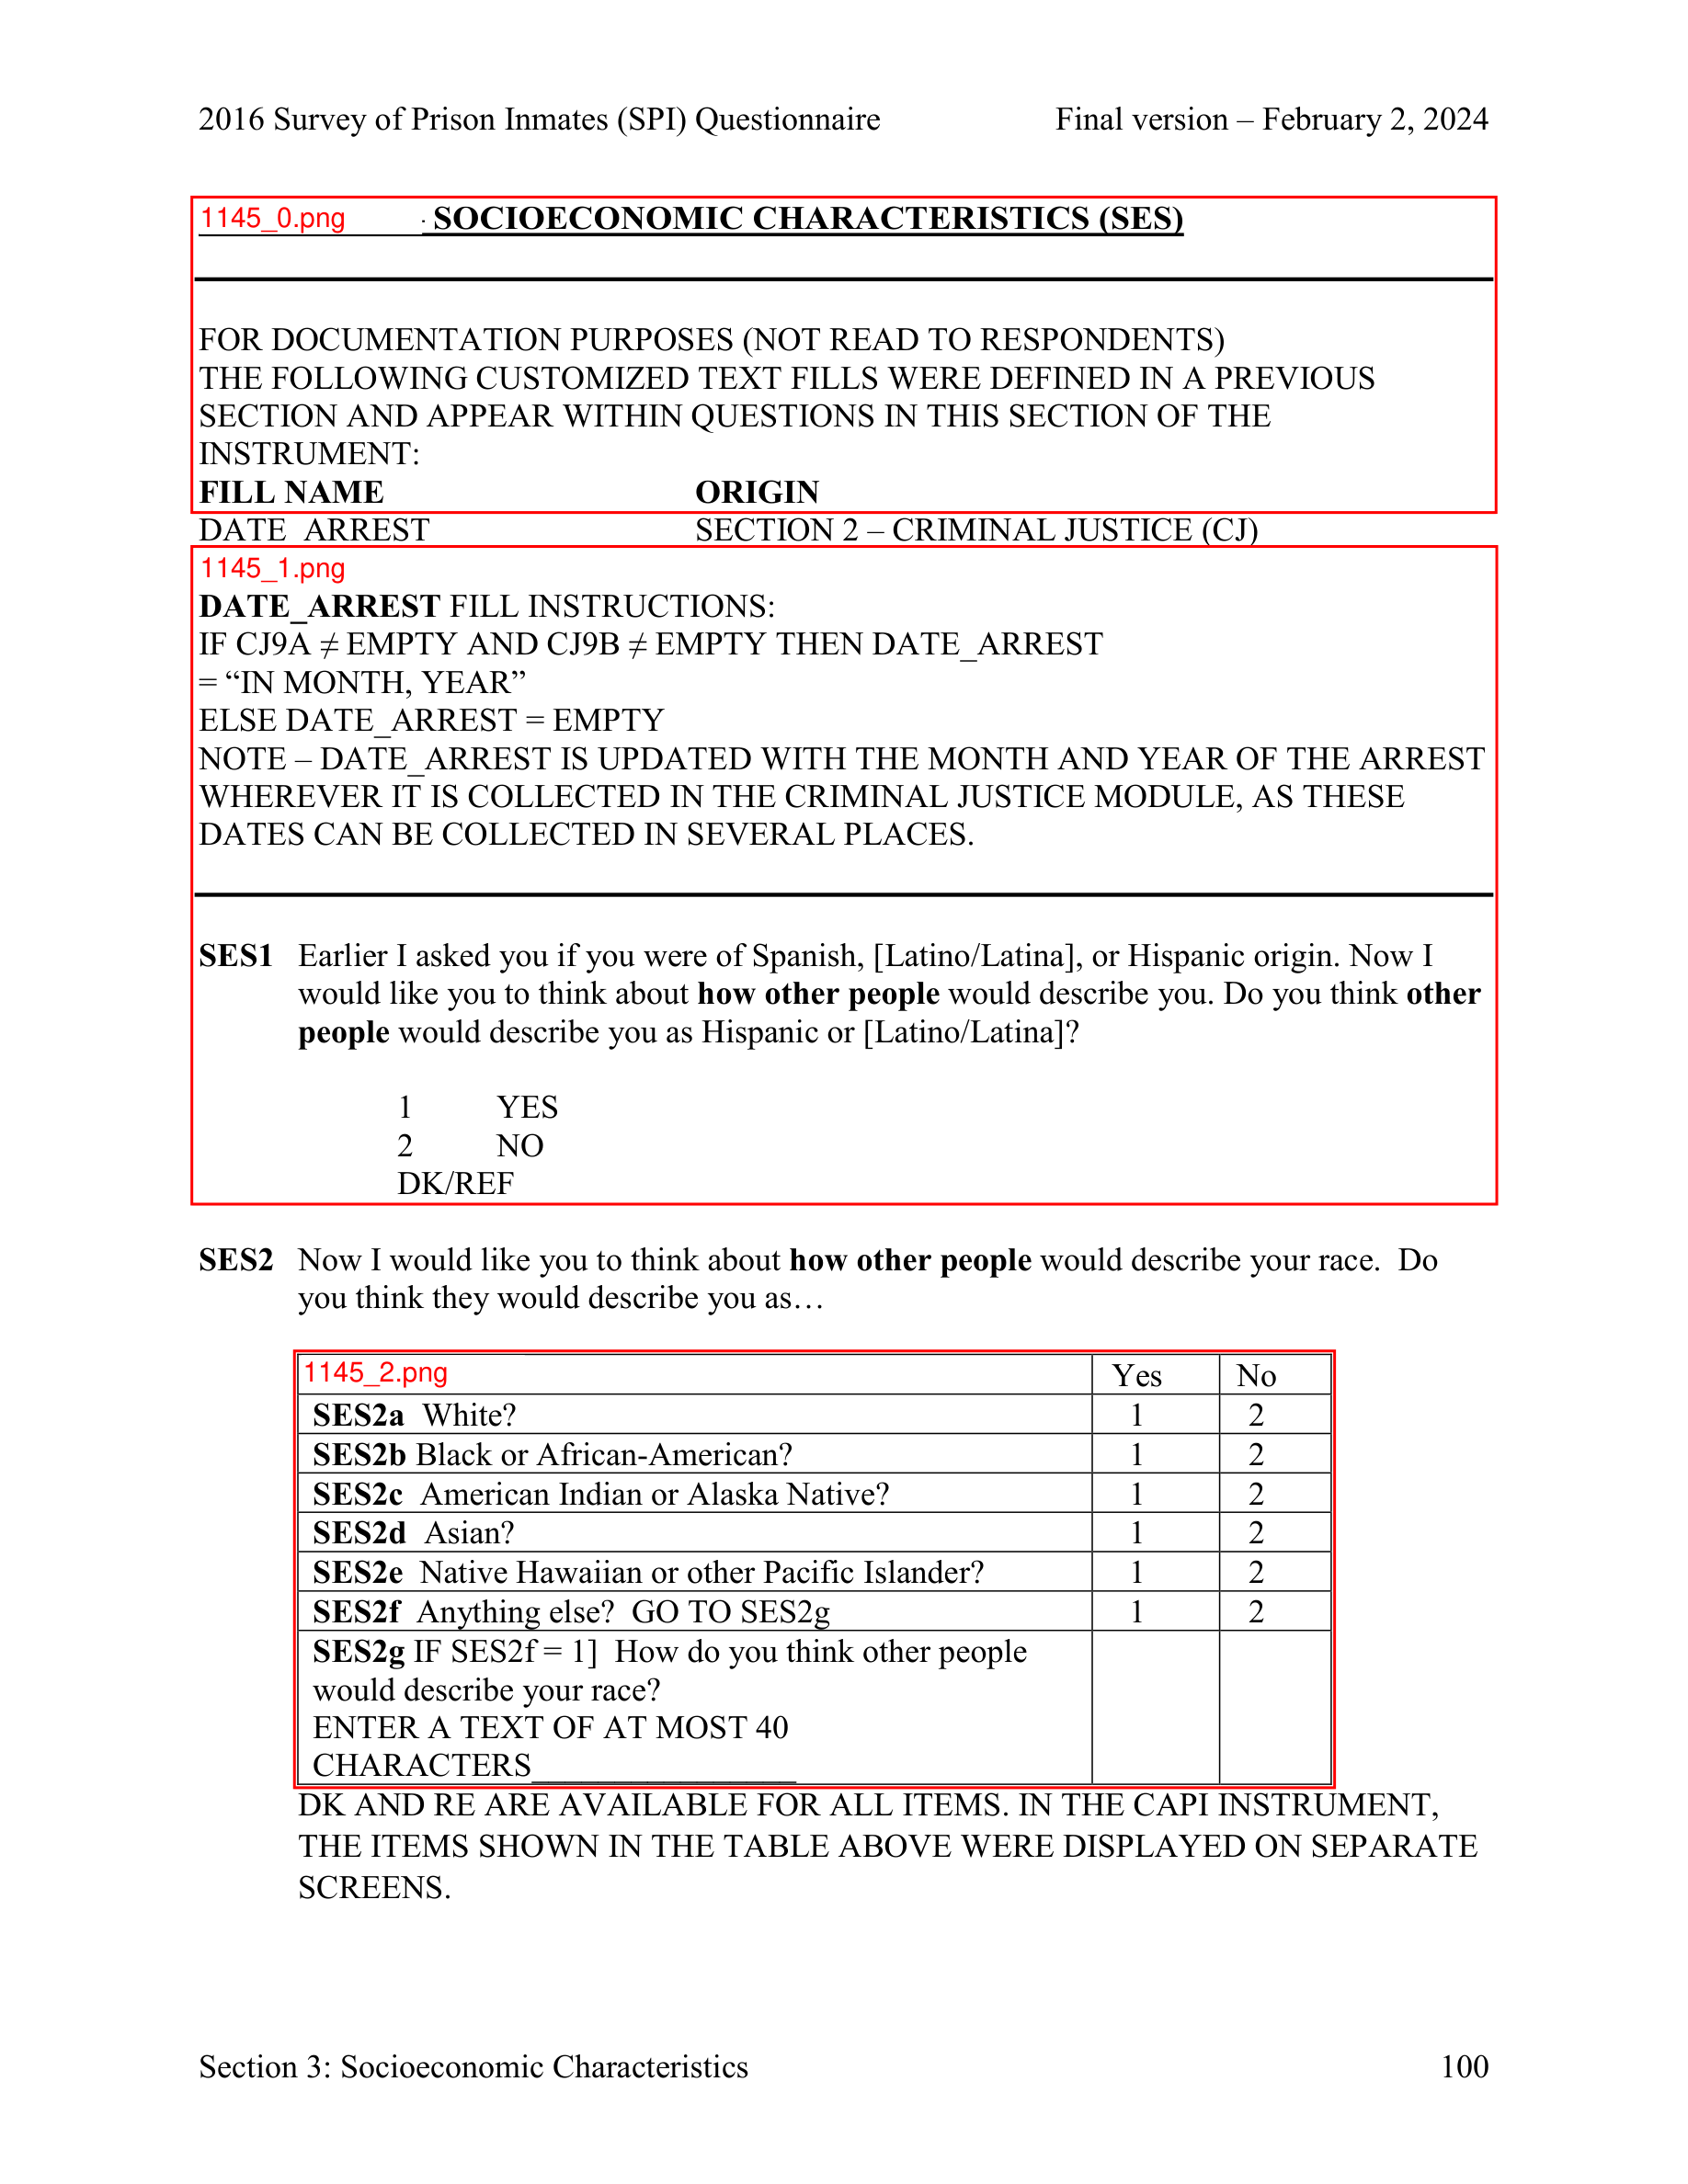 2016 Survey of Prison Inmates (SPI) Questionnaire Final version – February 2, 2024
1145_0.png . SOCIOECONOMIC CHARACTERISTICS (SES)
FOR DOCUMENTATION PURPOSES (NOT READ TO RESPONDENTS)
THE FOLLOWING CUSTOMIZED TEXT FILLS WERE DEFINED IN A PREVIOUS
SECTION AND APPEAR WITHIN QUESTIONS IN THIS SECTION OF THE
INSTRUMENT:
FILL NAME ORIGIN
DATE_ARREST SECTION 2 – CRIMINAL JUSTICE (CJ)
1145_1.png
DATE_ARREST FILL INSTRUCTIONS:
IF CJ9A ≠ EMPTY AND CJ9B ≠ EMPTY THEN DATE_ARREST
= “IN MONTH, YEAR”
ELSE DATE_ARREST = EMPTY
NOTE – DATE_ARREST IS UPDATED WITH THE MONTH AND YEAR OF THE ARREST
WHEREVER IT IS COLLECTED IN THE CRIMINAL JUSTICE MODULE, AS THESE
DATES CAN BE COLLECTED IN SEVERAL PLACES.
SES1 Earlier I asked you if you were of Spanish, [Latino/Latina], or Hispanic origin. Now I
would like you to think about how other people would describe you. Do you think other
people would describe you as Hispanic or [Latino/Latina]?
1 YES
2 NO
DK/REF
SES2 Now I would like you to think about how other people would describe your race. Do
you think they would describe you as…
1145_2.png Yes No
SES2a White? 1 2
SES2b Black or African-American? 1 2
SES2c American Indian or Alaska Native? 1 2
SES2d Asian? 1 2
SES2e Native Hawaiian or other Pacific Islander? 1 2
SES2f Anything else? GO TO SES2g 1 2
SES2g IF SES2f = 1] How do you think other people
would describe your race?
ENTER A TEXT OF AT MOST 40
CHARACTERS________________
DK AND RE ARE AVAILABLE FOR ALL ITEMS. IN THE CAPI INSTRUMENT,
THE ITEMS SHOWN IN THE TABLE ABOVE WERE DISPLAYED ON SEPARATE
SCREENS.
Section 3: Socioeconomic Characteristics 100